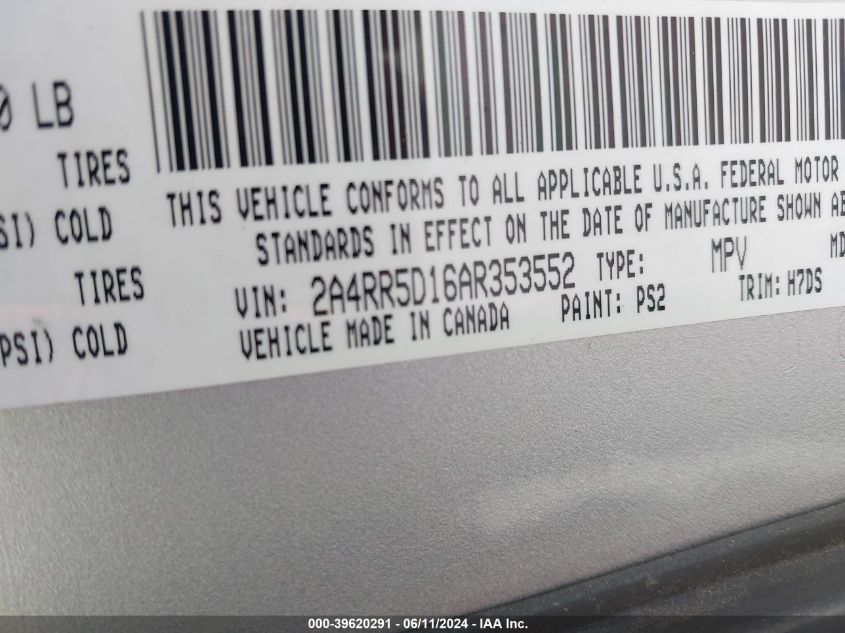 0 LB
TIRES
SI) COLD
TIRES
PSI) COLD
THIS VEHICLE CONFORMS TO ALL APPLICABLE U.S.A. FEDERAL MOTOR
STANDARDS IN EFFECT ON THE DATE OF MANUFACTURE SHOWN AB
VIN: 2A4RR5D16AR353552 TYPE: MPV MD
VEHICLE MADE IN CANADA PAINT: PS2 TRIM: H7DS
000-39620291 - 06/11/2024 - IAA Inc.